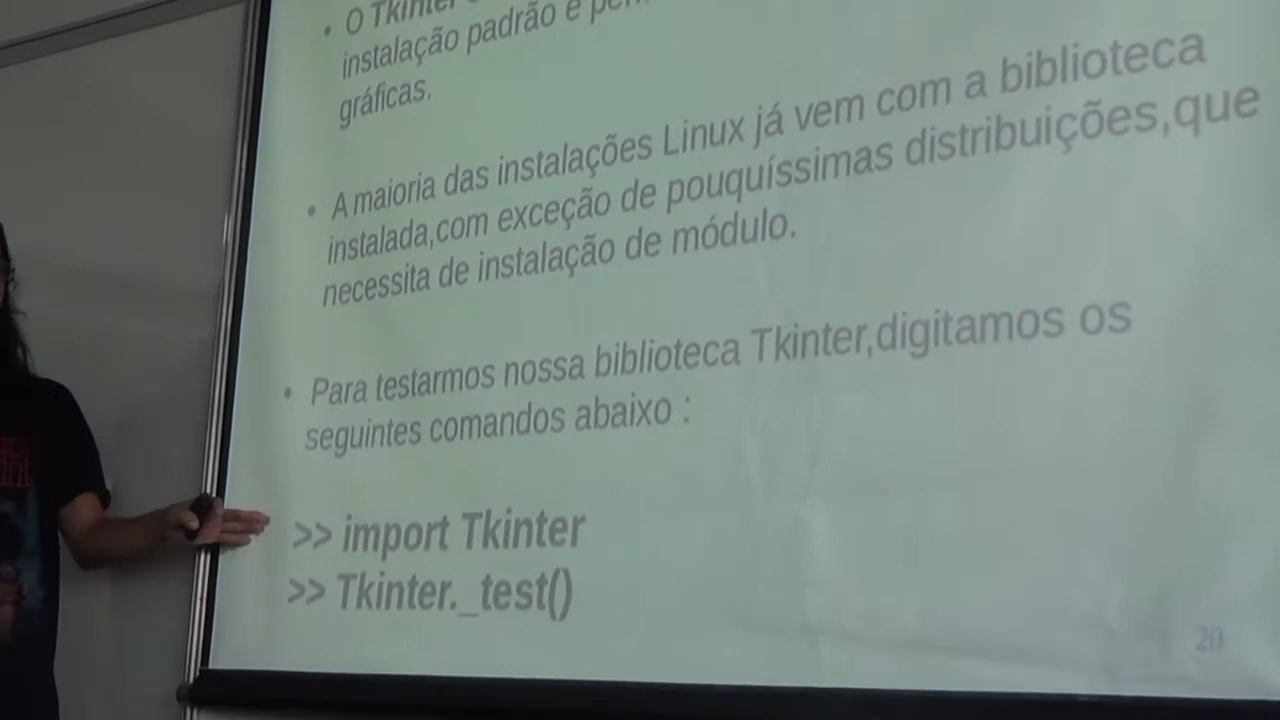 • O Tkinter
instalação padrão e
gráficas.
• A maioria das instalações Linux já vem com a biblioteca
instalada,com exceção de pouquíssimas distribuições,que
necessita de instalação de módulo.
• Para testarmos nossa biblioteca Tkinter,digitamos os
seguintes comandos abaixo :
>> import Tkinter
>> Tkinter._test()
20